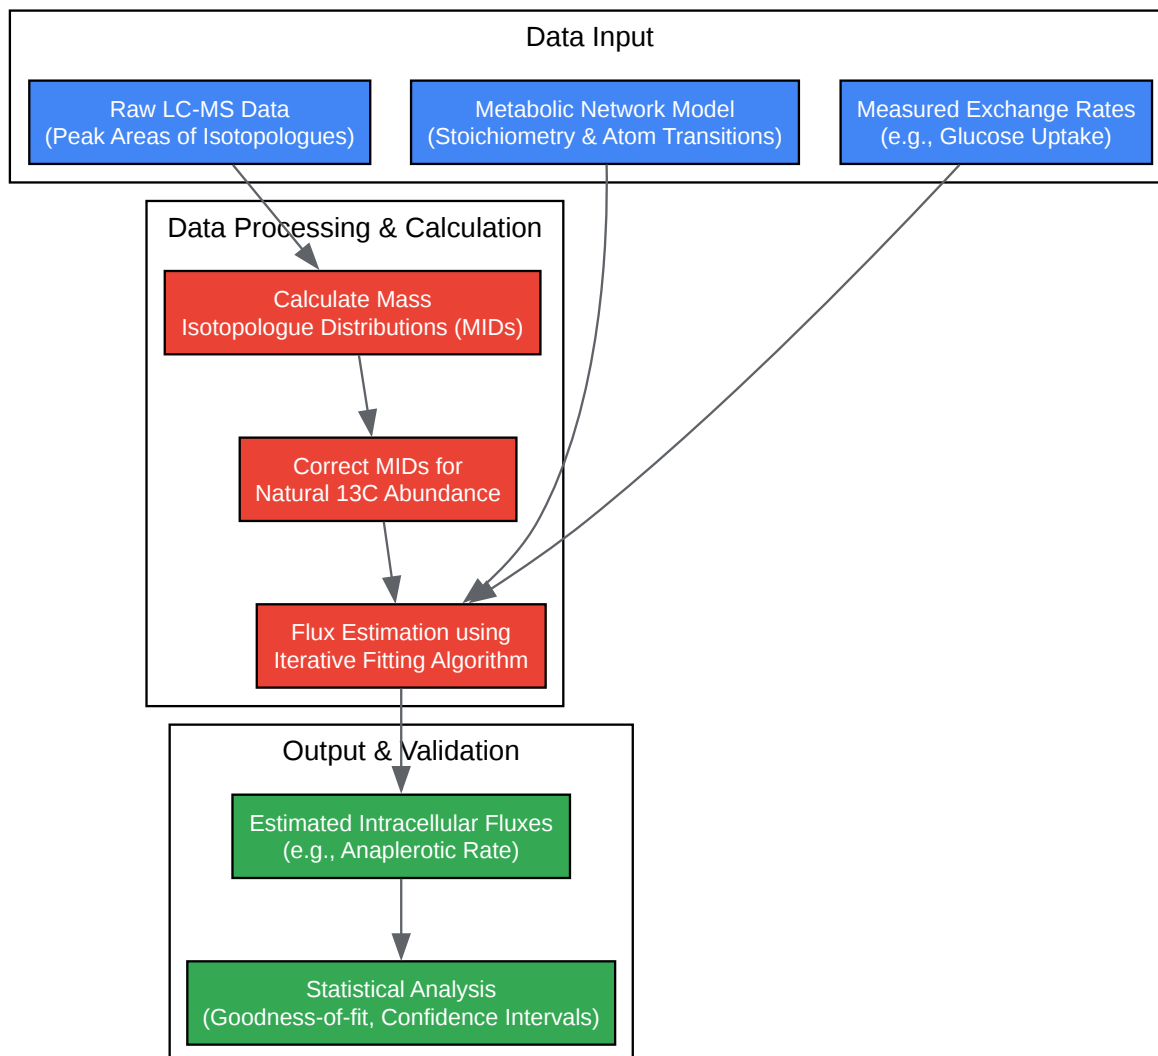 Data Input
Raw LC-MS Data
(Peak Areas of Isotopologues)
Metabolic Network Model
(Stoichiometry & Atom Transitions)
Measured Exchange Rates
(e.g., Glucose Uptake)
Data Processing & Calculation
Calculate Mass
Isotopologue Distributions (MIDs)
Correct MIDs for
Natural 13C Abundance
Flux Estimation using
Iterative Fitting Algorithm
Output & Validation
Estimated Intracellular Fluxes
(e.g., Anaplerotic Rate)
Statistical Analysis
(Goodness-of-fit, Confidence Intervals)